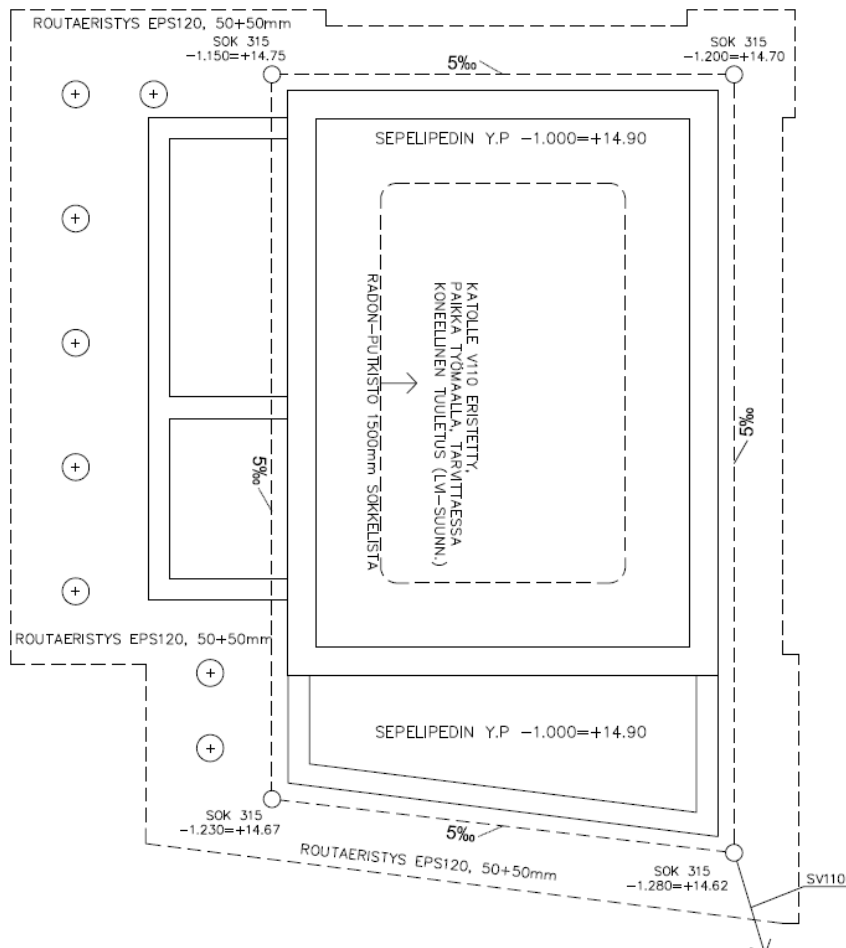 ROUTAERISTYS EPS120, 50+50mm
SOK 315
-1.150=+14.75
5‰
SOK 315
-1.200=+14.70
SEPELIPEDIN Y.P -1.000=+14.90
KATOLLE V110 ERISTETTY,
PAIKKA TYÖMAALLA, TARVITTAESSA
KONEELLINEN TUULETUS (LVI-SUUNN.)
RADON-PUTKISTO 1500mm SOKKELISTA
5‰
5‰
ROUTAERISTYS EPS120, 50+50mm
SEPELIPEDIN Y.P -1.000=+14.90
SOK 315
-1.230=+14.67
5‰
ROUTAERISTYS EPS120, 50+50mm
SOK 315
-1.280=+14.62
SV110